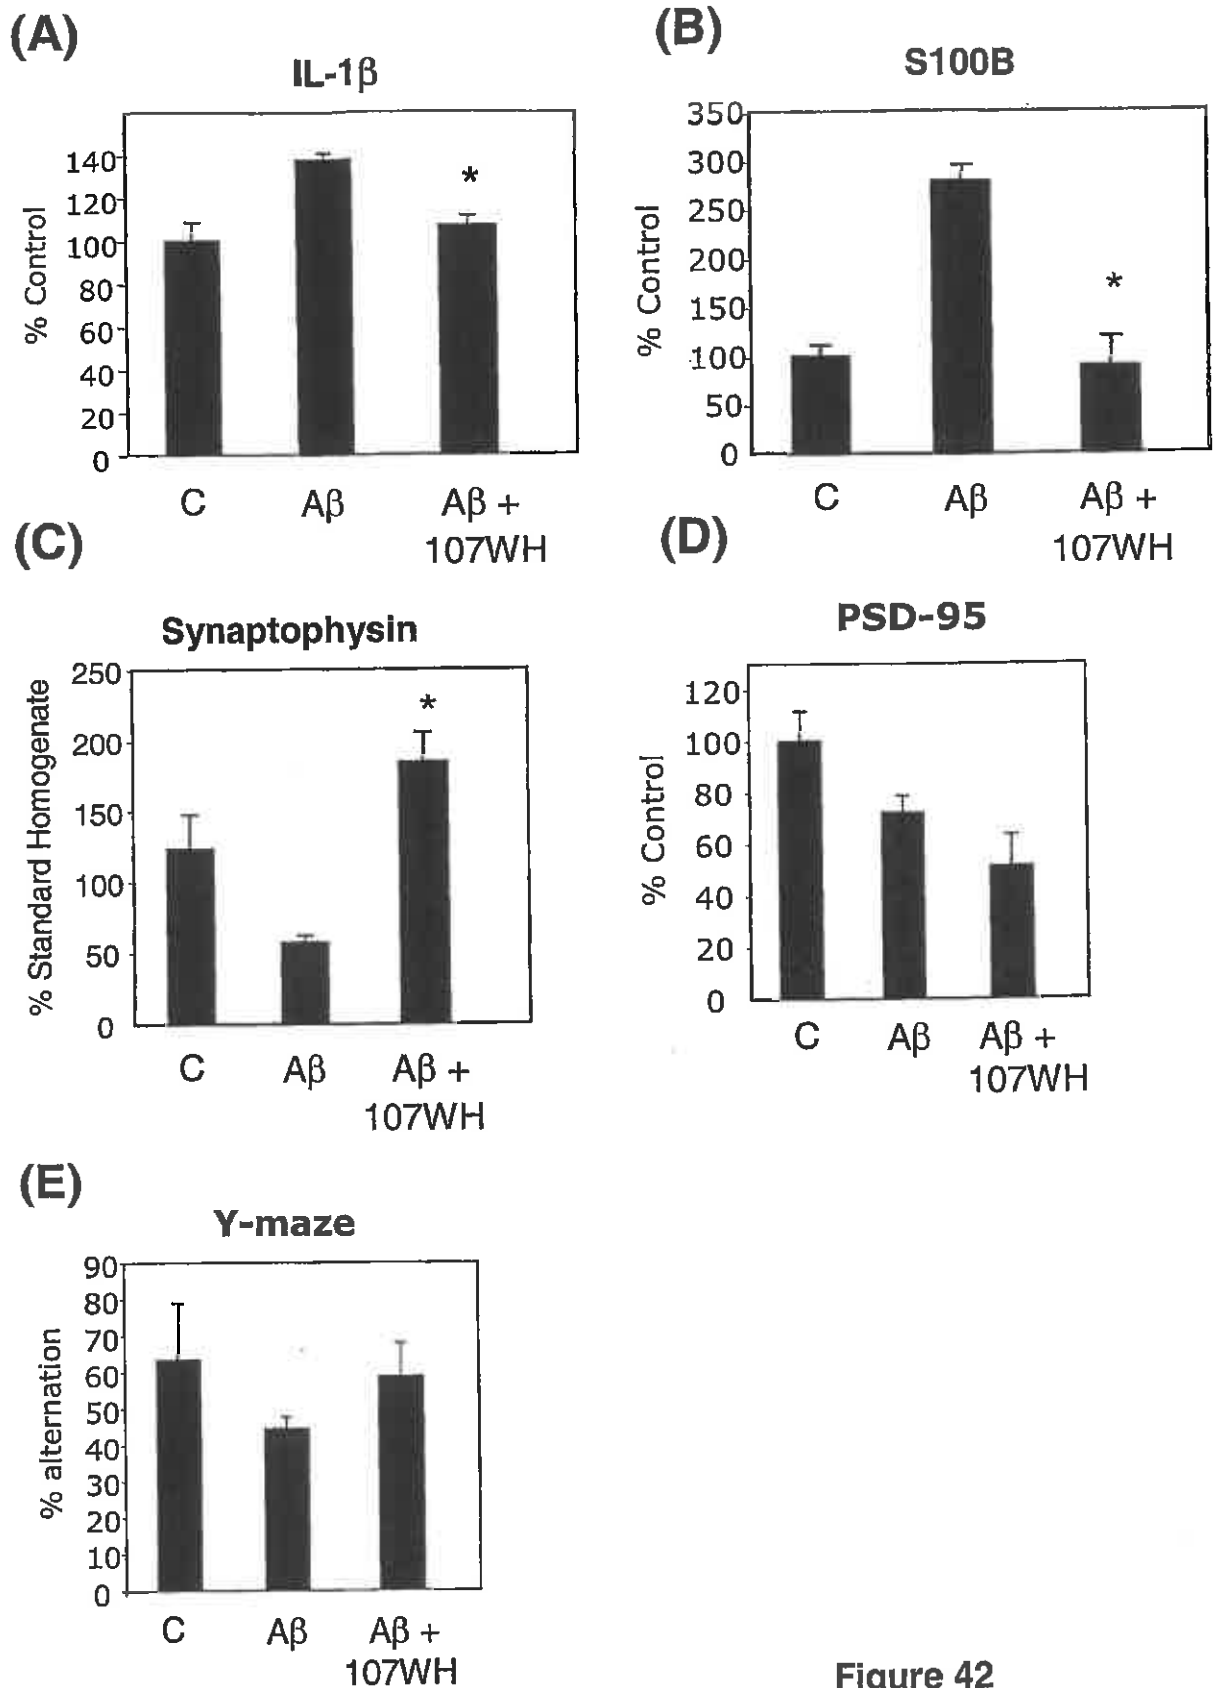 (A)
IL-1β
% Control
140
120
100
80
60
40
20
0
*
C
Aβ
Aβ +
107WH
(B)
S100B
% Control
350
300
250
200
150
100
50
0
*
C
Aβ
Aβ +
107WH
(C)
Synaptophysin
% Standard Homogenate
250
200
150
100
50
0
*
C
Aβ
Aβ +
107WH
(D)
PSD-95
% Control
120
100
80
60
40
20
0
C
Aβ
Aβ +
107WH
(E)
Y-maze
% alternation
90
80
70
60
50
40
30
20
10
0
C
Aβ
Aβ +
107WH
Figure 42